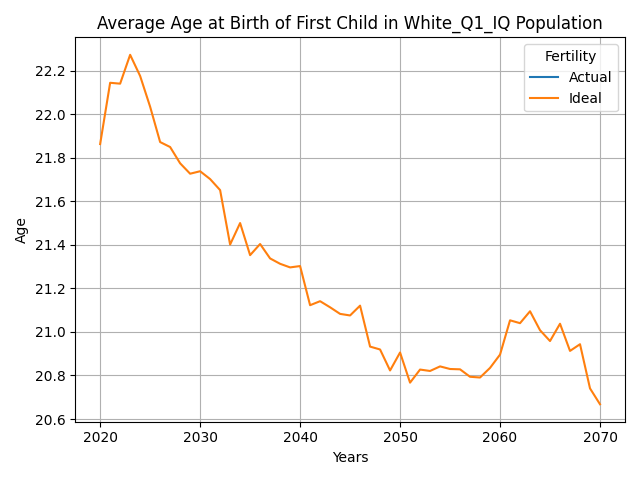 Average Age at Birth of First Child in White_Q1_IQ Population
Fertility
Actual
Ideal
Age
22.2
22.0
21.8
21.6
21.4
21.2
21.0
20.8
20.6
2020
2030
2040
2050
2060
2070
Years